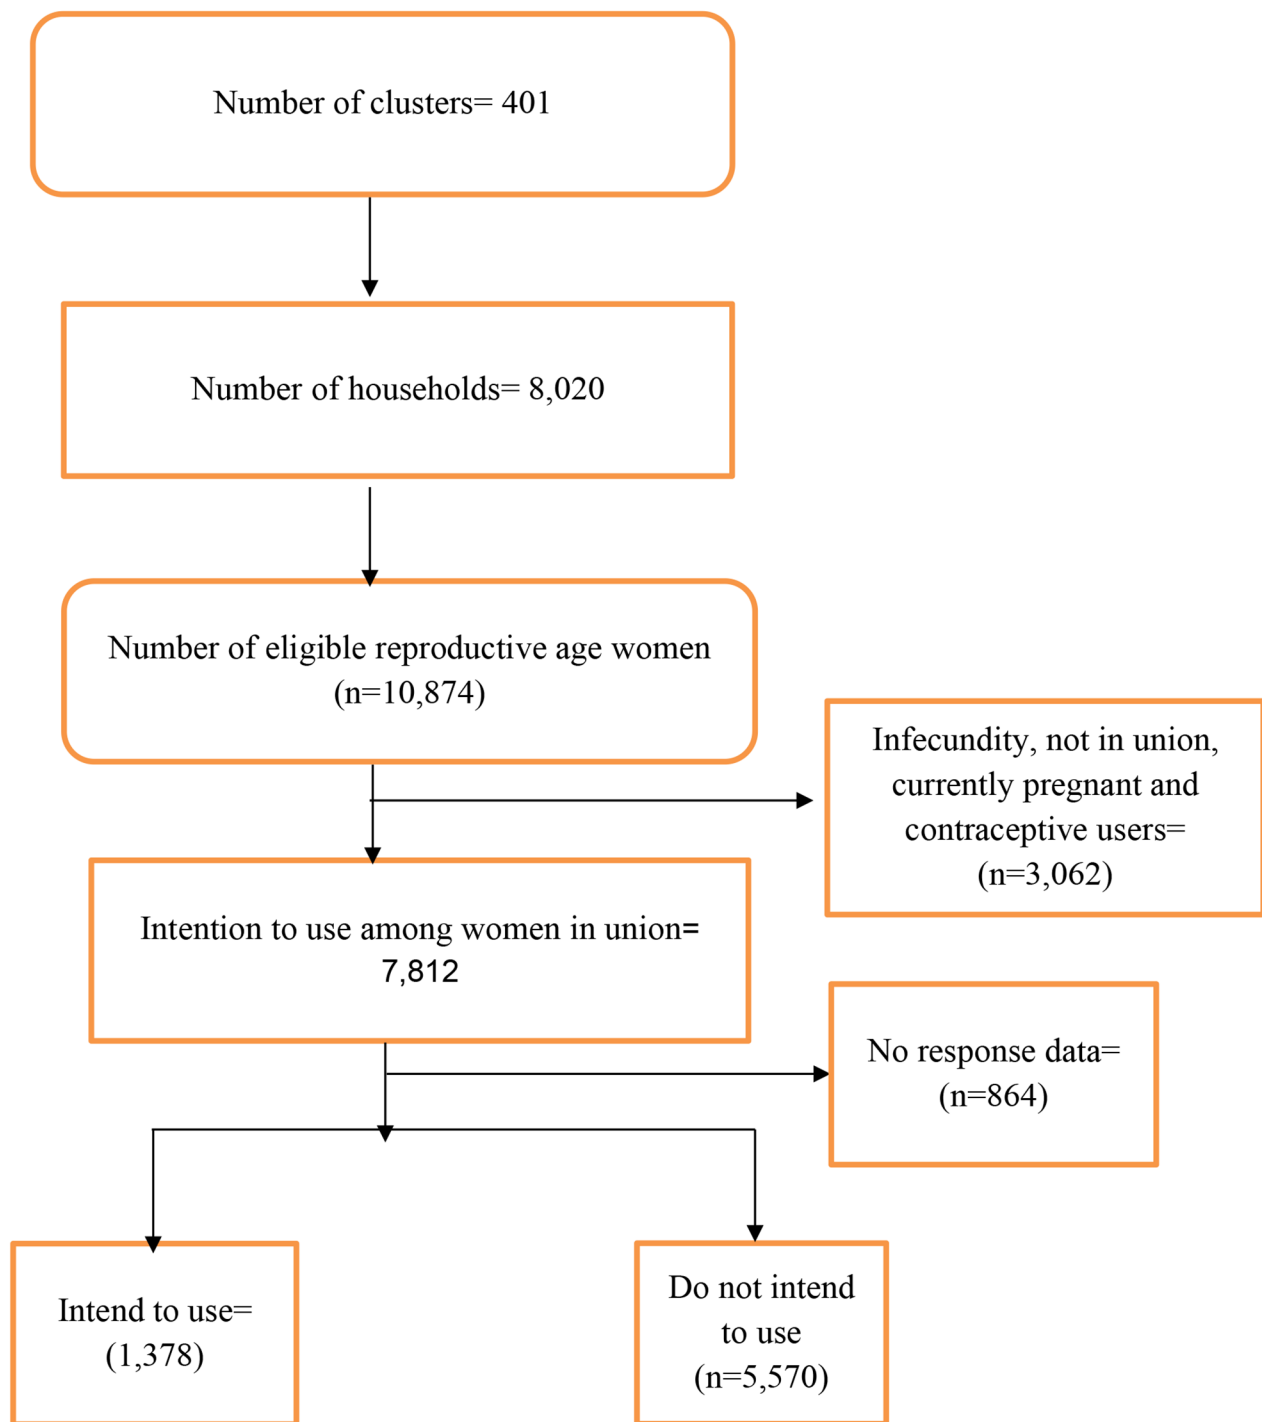 Number of clusters= 401
Number of households= 8,020
Number of eligible reproductive age women
(n=10,874)
Infecundity, not in union,
currently pregnant and
contraceptive users=
(n=3,062)
Intention to use among women in union=
7,812
No response data=
(n=864)
Intend to use=
(1,378)
Do not intend
to use
(n=5,570)